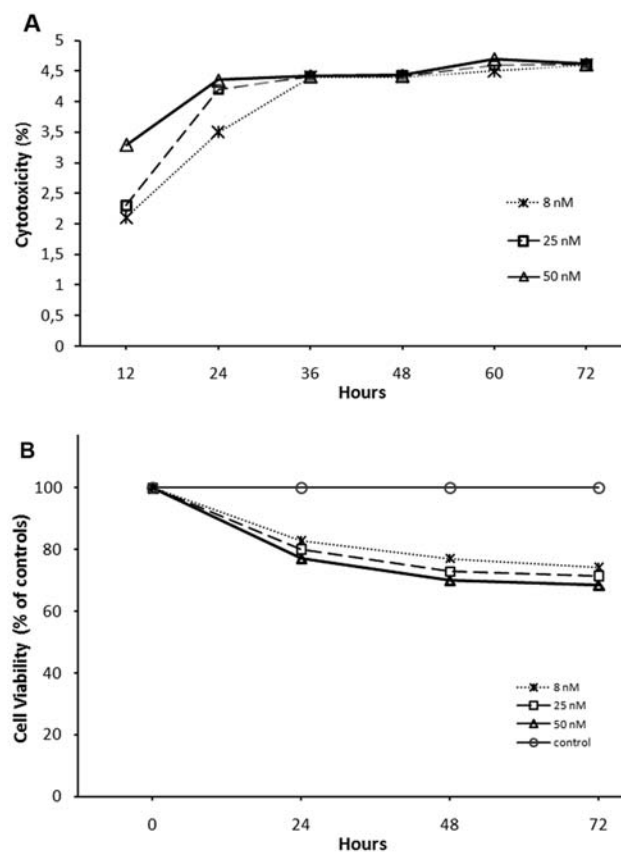 A
Cytotoxicity (%)
5
4,5
4
3,5
3
2,5
2
1,5
1
0,5
0
8 nM
25 nM
50 nM
12 24 36 48 60 72
Hours
B
Cell Viability (% of controls)
100
80
60
40
20
0
8 nM
25 nM
50 nM
control
0 24 48 72
Hours